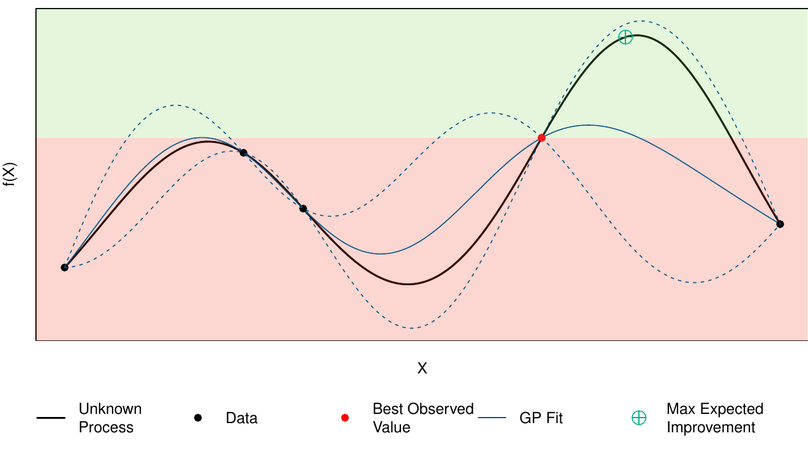 f(X)
X
Unknown
Process
Data
Best Observed
Value
GP Fit
Max Expected
Improvement